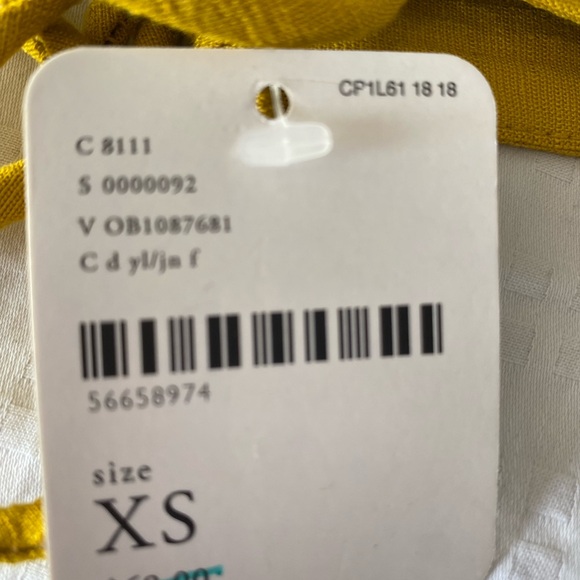 CP1L61 18 18
C 8111
S 0000092
V OB1087681
C d yl/jn f
56658974
size
XS